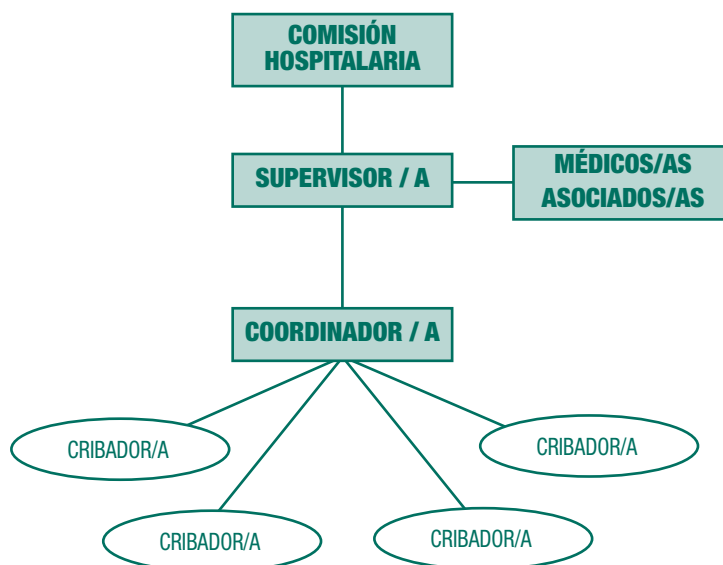 COMISIÓN
HOSPITALARIA
SUPERVISOR / A
MÉDICOS/AS
ASOCIADOS/AS
COORDINADOR / A
CRIBADOR/A
CRIBADOR/A
CRIBADOR/A
CRIBADOR/A